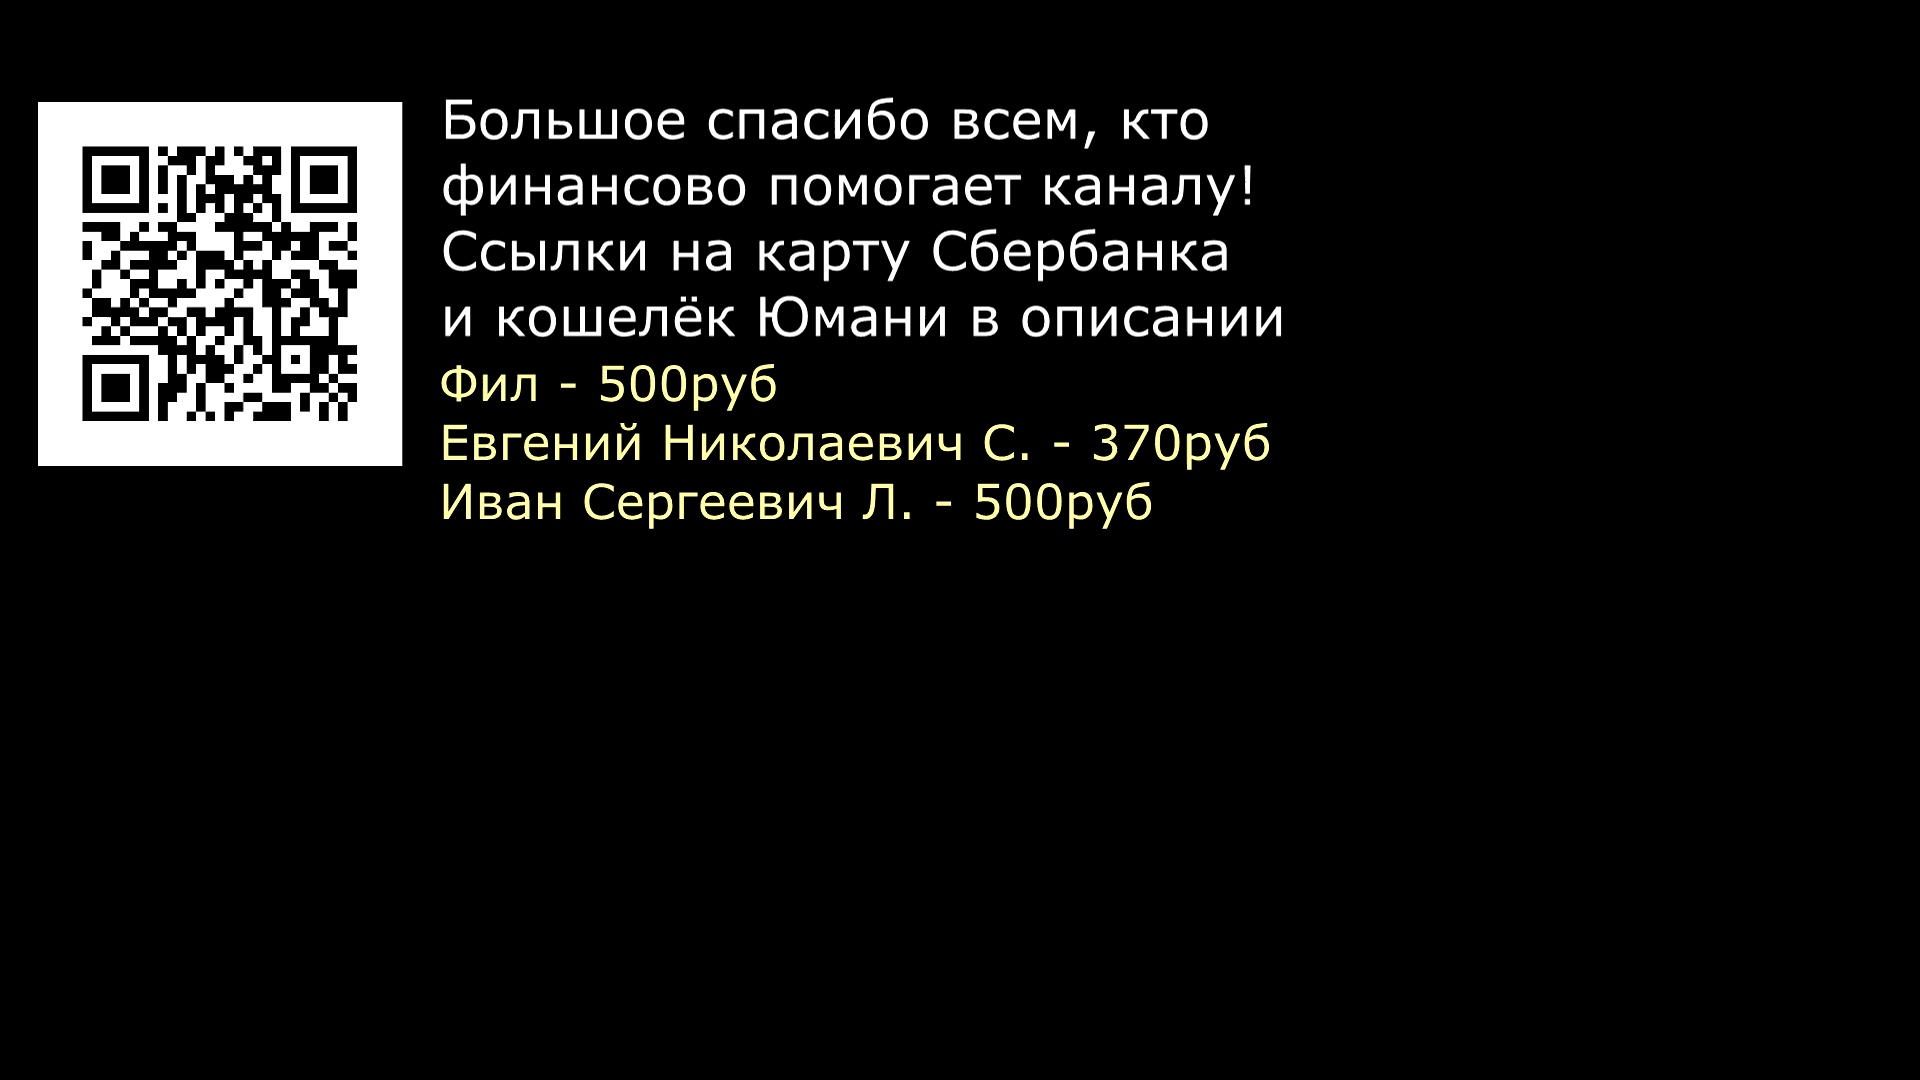 Большое спасибо всем, кто
финансово помогает каналу!
Ссылки на карту Сбербанка
и кошелёк Юмани в описании
Фил - 500руб
Евгений Николаевич С. - 370руб
Иван Сергеевич Л. - 500руб